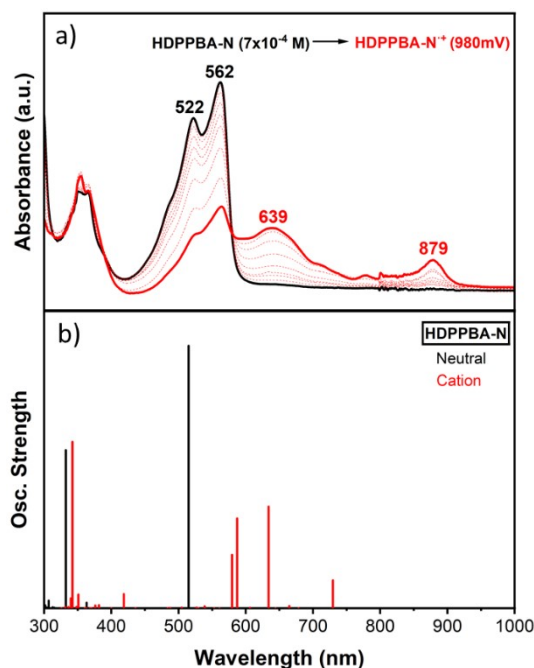 a)
HDPPBA-N (7x10⁻⁴ M) ⟶ HDPPBA-N·⁺ (980mV)
562
522
639
879
Absorbance (a.u.)
b)
HDPPBA-N
Neutral
Cation
Osc. Strength
300 400 500 600 700 800 900 1000
Wavelength (nm)